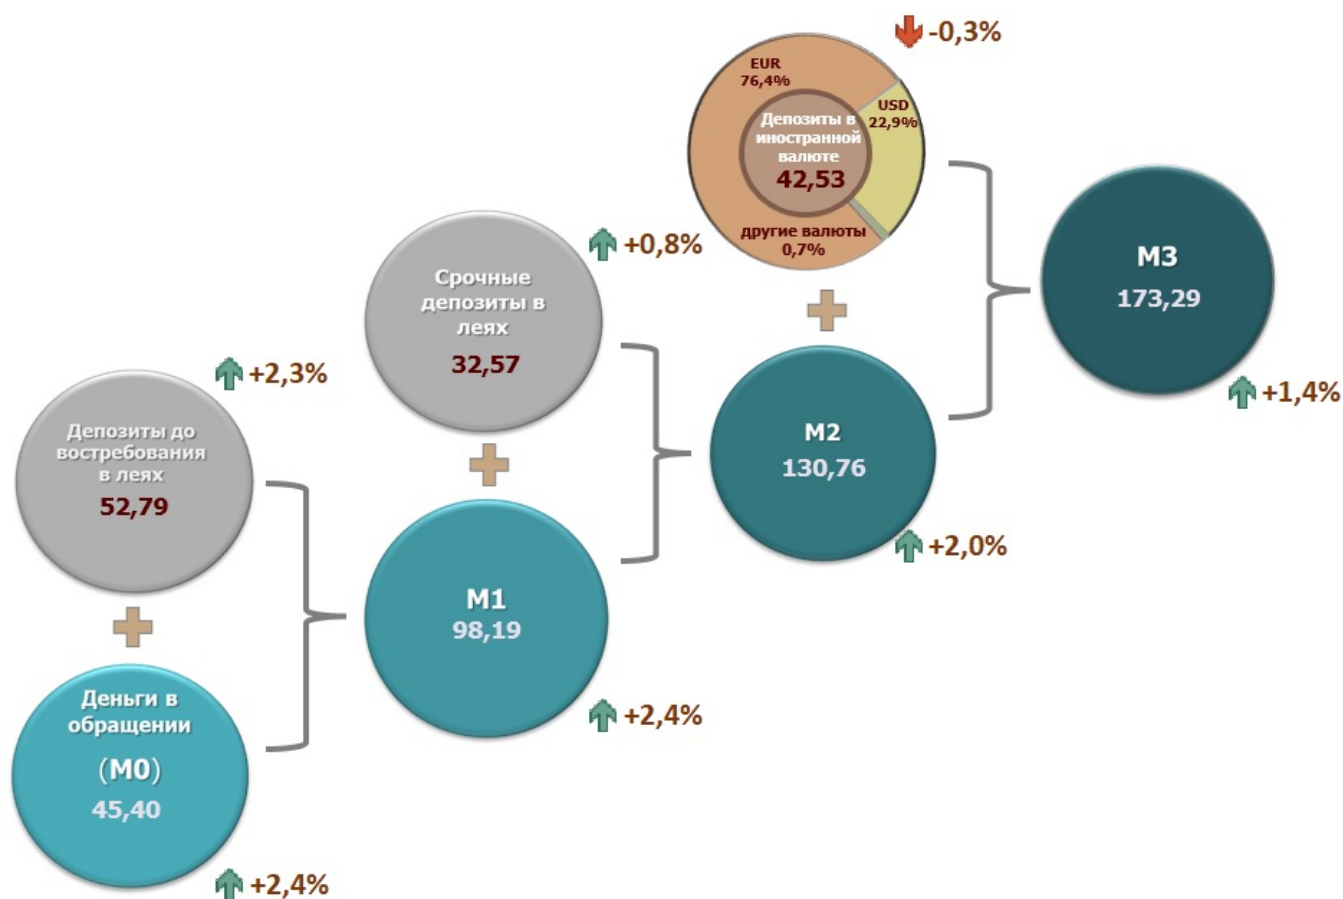 -0,3%
EUR
76,4%
USD
22,9%
Депозиты в
иностранной
валюте
42,53
другие валюты
0,7%
M3
173,29
+1,4%
+0,8%
Срочные
депозиты в
леях
32,57
M2
130,76
+2,0%
+2,3%
Депозиты до
востребования
в леях
52,79
M1
98,19
+2,4%
Деньги в
обращении
(M0)
45,40
+2,4%